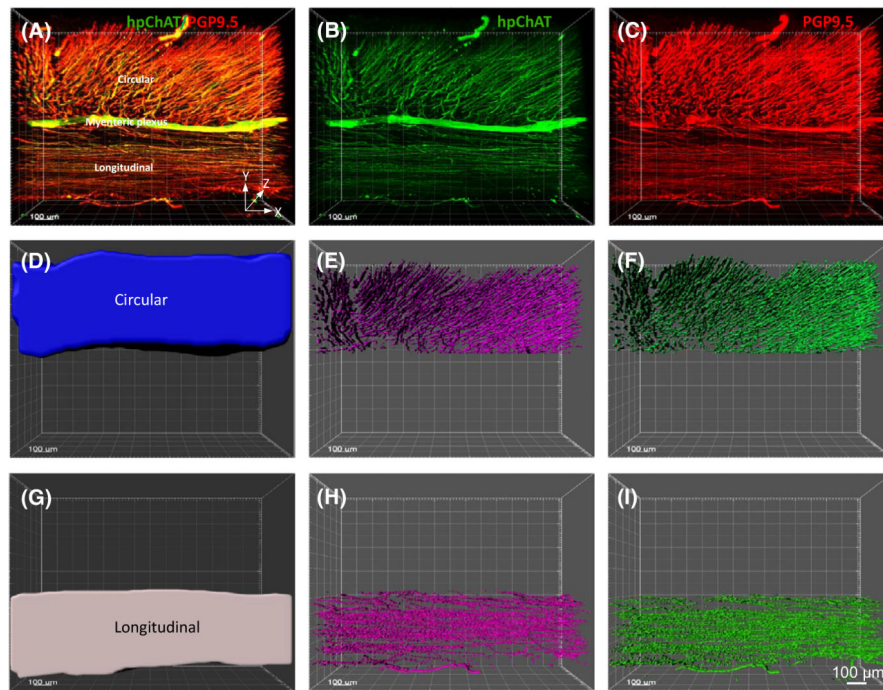 (A) hpChAT/PGP9.5
Circular
Myenteric plexus
Longitudinal
Y
Z
X
100 um
(B) hpChAT
100 um
(C) PGP9.5
100 um
(D)
Circular
100 um
(E)
100 um
(F)
100 um
(G)
Longitudinal
100 um
(H)
100 um
(I)
100 um
100 µm